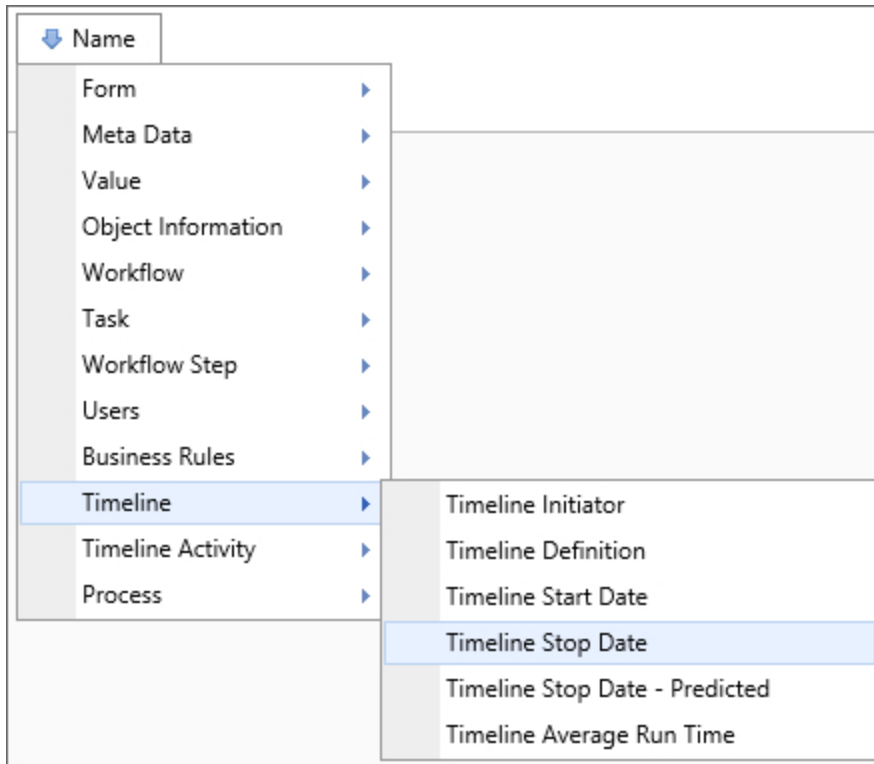 Name
Form
Meta Data
Value
Object Information
Workflow
Task
Workflow Step
Users
Business Rules
Timeline
Timeline Activity
Process
Timeline Initiator
Timeline Definition
Timeline Start Date
Timeline Stop Date
Timeline Stop Date - Predicted
Timeline Average Run Time